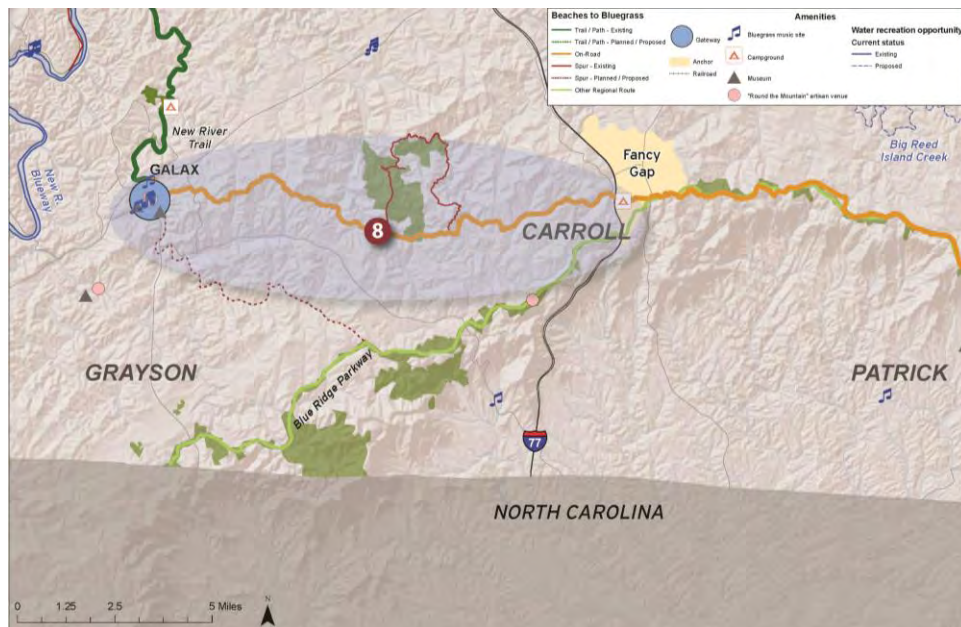 Beaches to Bluegrass
Trail / Path - Existing
Trail / Path - Planned / Proposed
On-Road
Spur - Existing
Spur - Planned / Proposed
Other Regional Route
Gateway
Anchor
Railroad
Amenities
Bluegrass music site
Campground
Museum
"Round the Mountain" artisan venue
Water recreation opportunity
Current status
Existing
Proposed
New River
Trail
GALAX
New R.
Blueway
Fancy
Gap
Big Reed
Island Creek
8
CARROLL
GRAYSON
Blue Ridge Parkway
PATRICK
77
NORTH CAROLINA
0 1.25 2.5 5 Miles
N